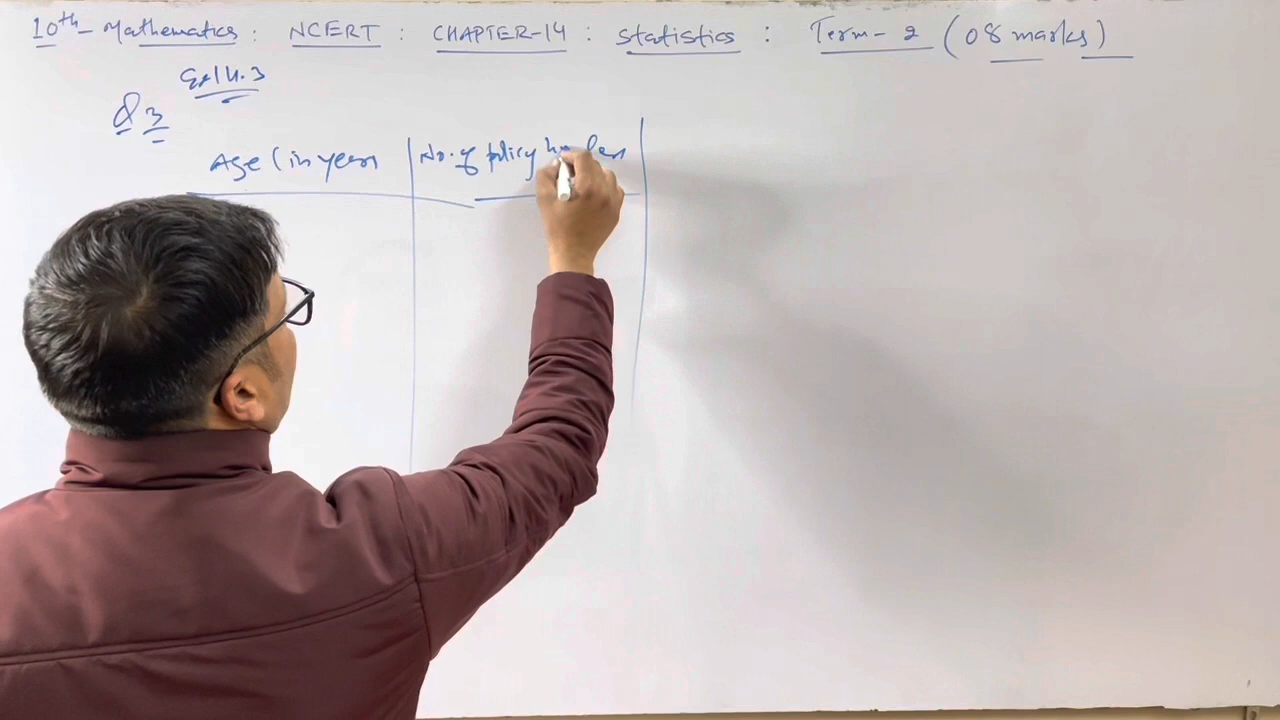 10th Mathematics : NCERT : CHAPTER-14 : Statistics : Term-2 (08 marks)
Ex 14.3
Q 3
Age (in years No. of policy